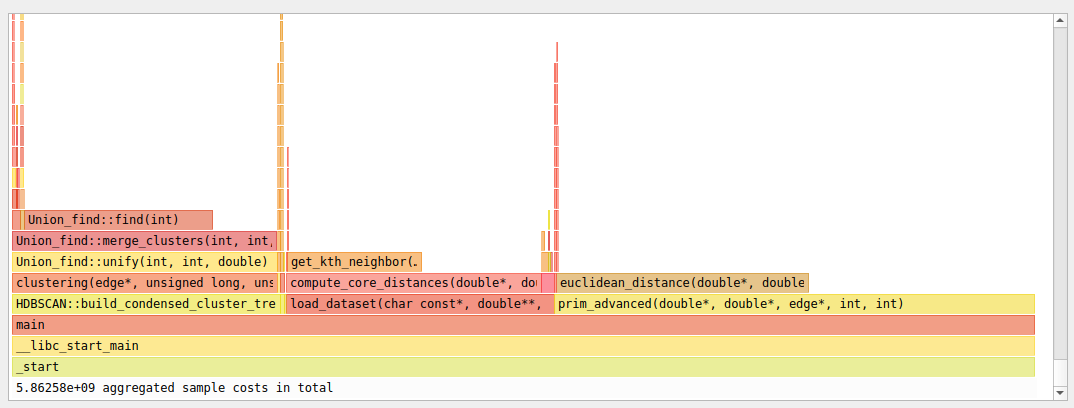 Union_find::find(int)
Union_find::merge_clusters(int, int,
Union_find::unify(int, int, double) get_kth_neighbor(…
clustering(edge*, unsigned long, uns compute_core_distances(double*, do euclidean_distance(double*, double
HDBSCAN::build_condensed_cluster_tre load_dataset(char const*, double**, prim_advanced(double*, double*, edge*, int, int)
main
__libc_start_main
_start
5.86258e+09 aggregated sample costs in total